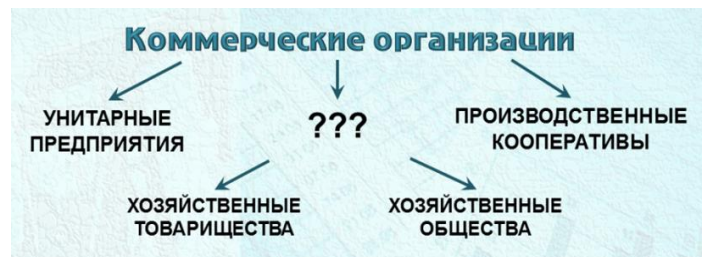 Коммерческие организации
УНИТАРНЫЕ
ПРЕДПРИЯТИЯ
???
ПРОИЗВОДСТВЕННЫЕ
КООПЕРАТИВЫ
ХОЗЯЙСТВЕННЫЕ
ТОВАРИЩЕСТВА
ХОЗЯЙСТВЕННЫЕ
ОБЩЕСТВА